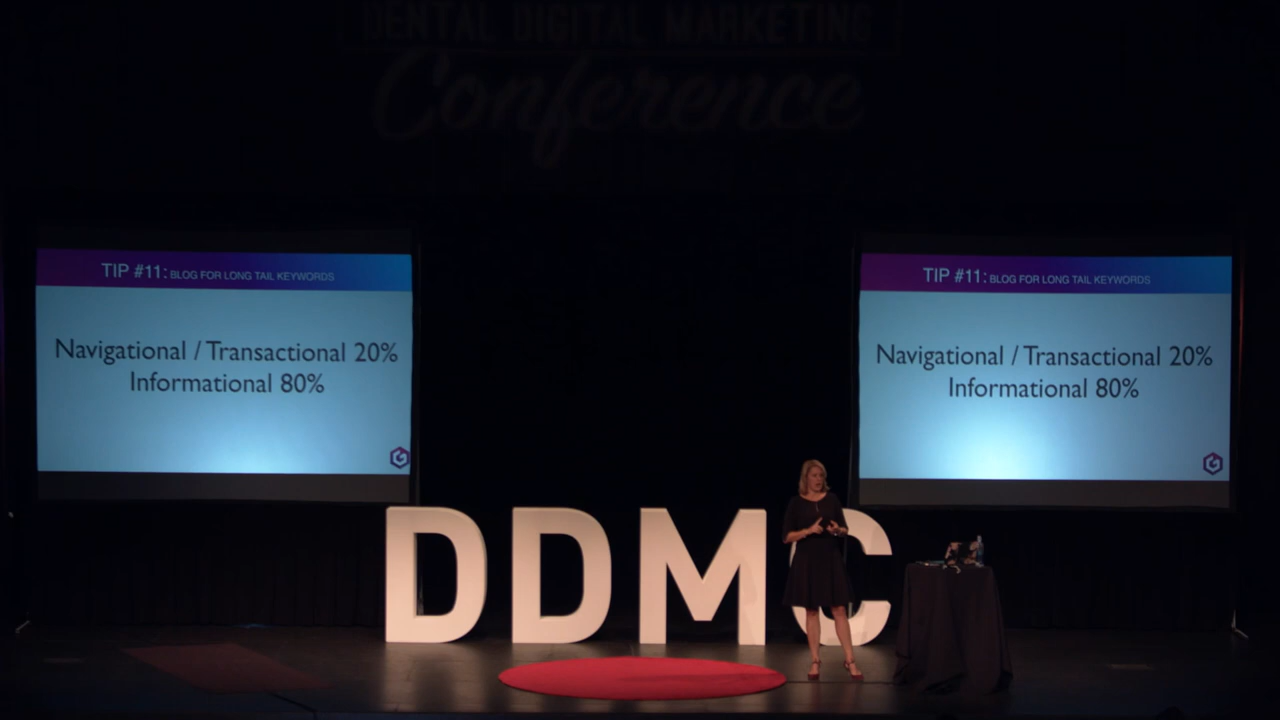 DENTAL DIGITAL MARKETING
Conference
TIP #11: BLOG FOR LONG TAIL KEYWORDS
Navigational / Transactional 20%
Informational 80%
TIP #11: BLOG FOR LONG TAIL KEYWORDS
Navigational / Transactional 20%
Informational 80%
DDMC